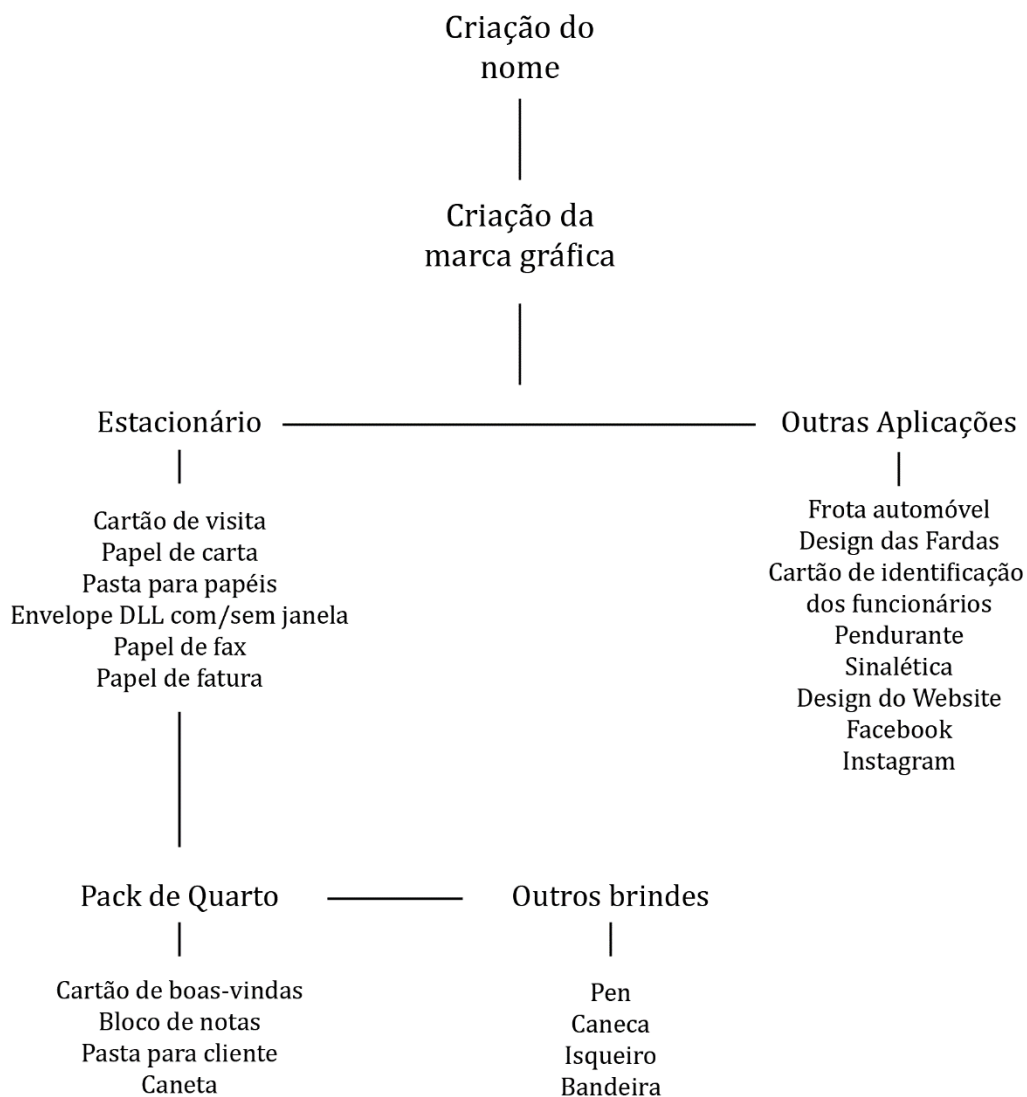 Criação do
nome
Criação da
marca gráfica
Estacionário
Outras Aplicações
Cartão de visita
Papel de carta
Pasta para papéis
Envelope DLL com/sem janela
Papel de fax
Papel de fatura
Frota automóvel
Design das Fardas
Cartão de identificação
dos funcionários
Pendurante
Sinalética
Design do Website
Facebook
Instagram
Pack de Quarto
Outros brindes
Cartão de boas-vindas
Bloco de notas
Pasta para cliente
Caneta
Pen
Caneca
Isqueiro
Bandeira